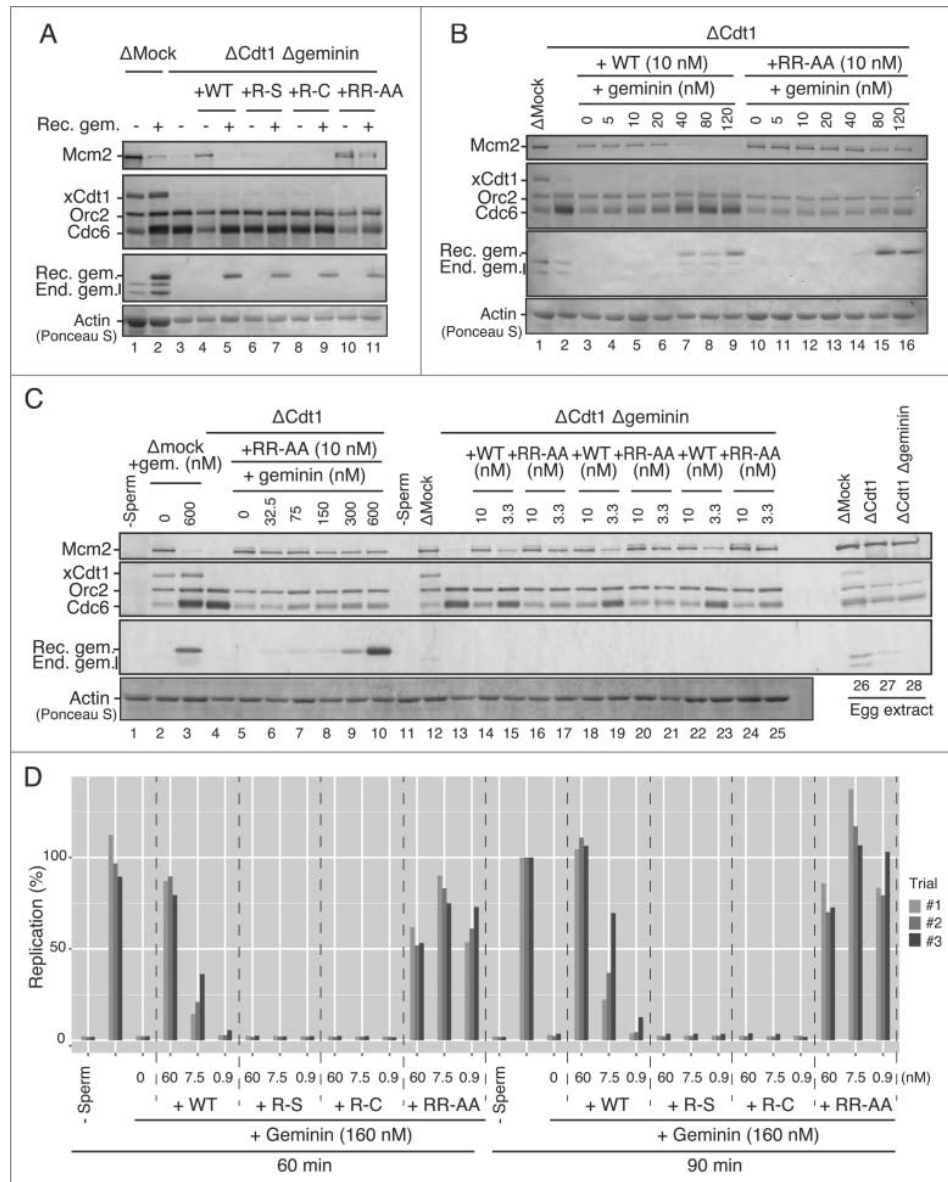 A
ΔMock
ΔCdt1 Δgeminin
+WT +R-S +R-C +RR-AA
Rec. gem. - + - - + - + - + - +
Mcm2
xCdt1
Orc2
Cdc6
Rec. gem.
End. gem.
Actin
(Ponceau S)
1 2 3 4 5 6 7 8 9 10 11
B
ΔCdt1
+ WT (10 nM) +RR-AA (10 nM)
+ geminin (nM) + geminin (nM)
ΔMock 0 5 10 20 40 80 120 0 5 10 20 40 80 120
Mcm2
xCdt1
Orc2
Cdc6
Rec. gem.
End. gem.
Actin
(Ponceau S)
1 2 3 4 5 6 7 8 9 10 11 12 13 14 15 16
C
ΔCdt1
ΔCdt1 Δgeminin
Δmock
+gem. (nM)
+RR-AA (10 nM)
+ geminin (nM)
+WT +RR-AA +WT +RR-AA +WT +RR-AA
(nM) (nM) (nM) (nM) (nM) (nM)
-Sperm 0 600 0 32.5 75 150 300 600 -Sperm ΔMock 10 3.3 10 3.3 10 3.3 10 3.3 10 3.3 10 3.3 ΔMock ΔCdt1 ΔCdt1 Δgeminin
Mcm2
xCdt1
Orc2
Cdc6
Rec. gem.
End. gem.
26 27 28
Egg extract
Actin
(Ponceau S)
1 2 3 4 5 6 7 8 9 10 11 12 13 14 15 16 17 18 19 20 21 22 23 24 25
D
Replication (%)
100
50
0
Trial
#1
#2
#3
- Sperm 0 60 7.5 0.9 60 7.5 0.9 60 7.5 0.9 60 7.5 0.9 - Sperm 0 60 7.5 0.9 60 7.5 0.9 60 7.5 0.9 60 7.5 0.9 (nM)
+ WT + R-S + R-C + RR-AA + WT + R-S + R-C + RR-AA
+ Geminin (160 nM) + Geminin (160 nM)
60 min 90 min